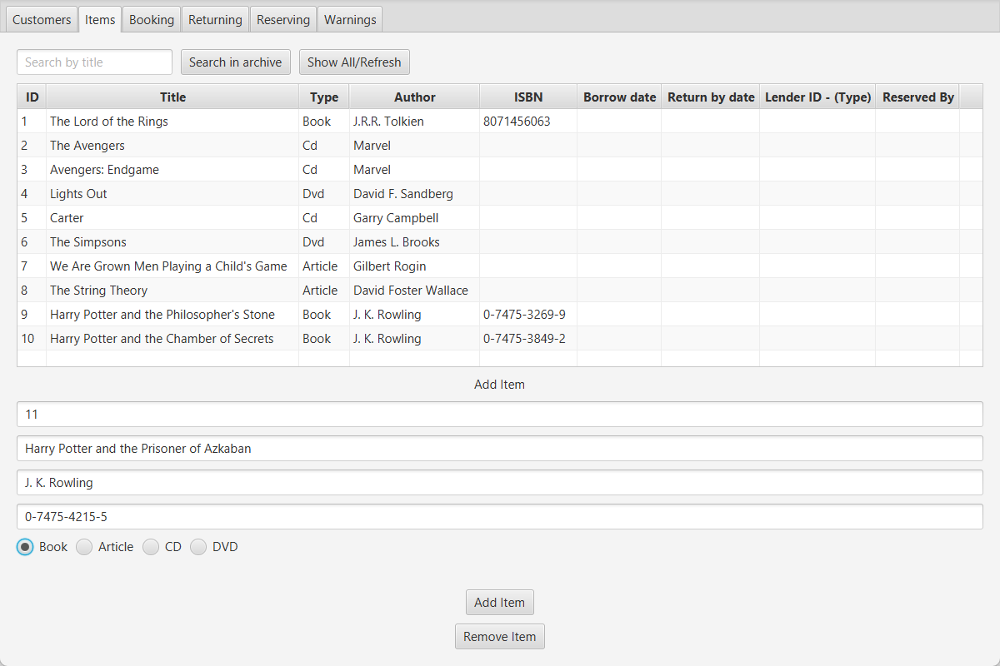 Customers Items Booking Returning Reserving Warnings
Search by title Search in archive Show All/Refresh
ID Title Type Author ISBN Borrow date Return by date Lender ID - (Type) Reserved By
1 The Lord of the Rings Book J.R.R. Tolkien 8071456063
2 The Avengers Cd Marvel
3 Avengers: Endgame Cd Marvel
4 Lights Out Dvd David F. Sandberg
5 Carter Cd Garry Campbell
6 The Simpsons Dvd James L. Brooks
7 We Are Grown Men Playing a Child's Game Article Gilbert Rogin
8 The String Theory Article David Foster Wallace
9 Harry Potter and the Philosopher's Stone Book J. K. Rowling 0-7475-3269-9
10 Harry Potter and the Chamber of Secrets Book J. K. Rowling 0-7475-3849-2
Add Item
11
Harry Potter and the Prisoner of Azkaban
J. K. Rowling
0-7475-4215-5
Book Article CD DVD
Add Item
Remove Item